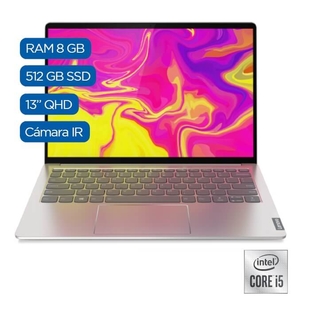 RAM 8 GB
512 GB SSD
13” QHD
Cámara IR
intel
CORE i5